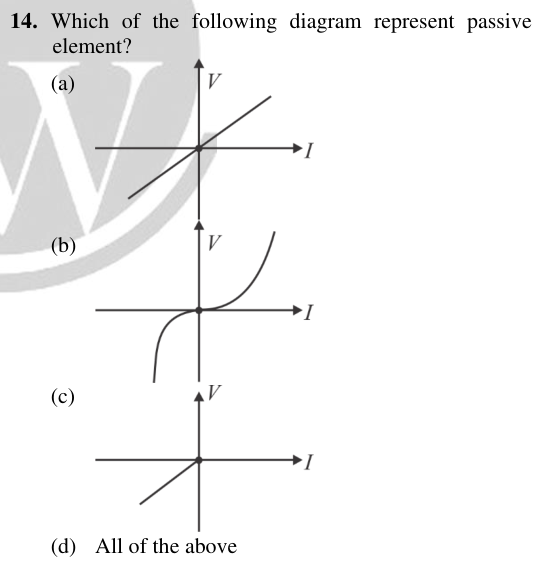 14. Which of the following diagram represent passive
element?
(a)
V
I
(b)
V
I
(c)
V
I
(d) All of the above